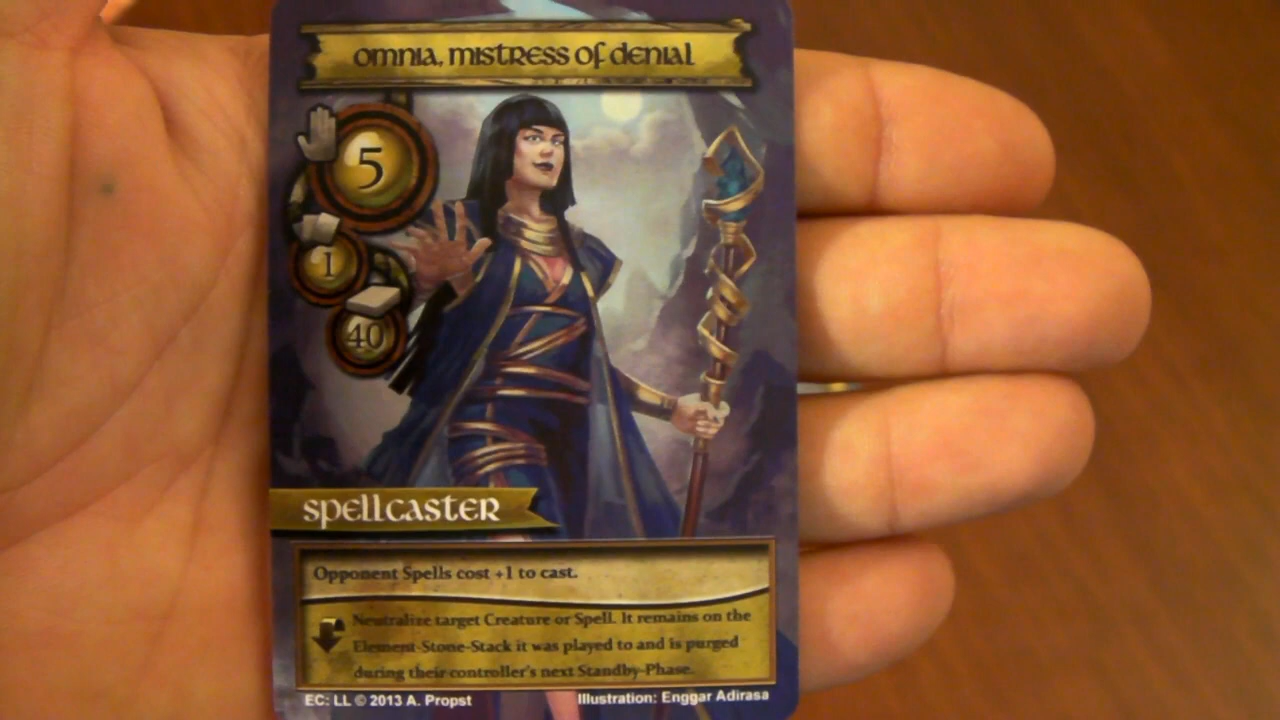 omnia, mistress of denial
5
1
40
spellcaster
Opponent Spells cost +1 to cast.
Neutralize target Creature or Spell. It remains on the
Element-Stone-Stack it was played to and is purged
during their controller's next Standby-Phase.
EC: LL © 2013 A. Propst
Illustration: Enggar Adirasa